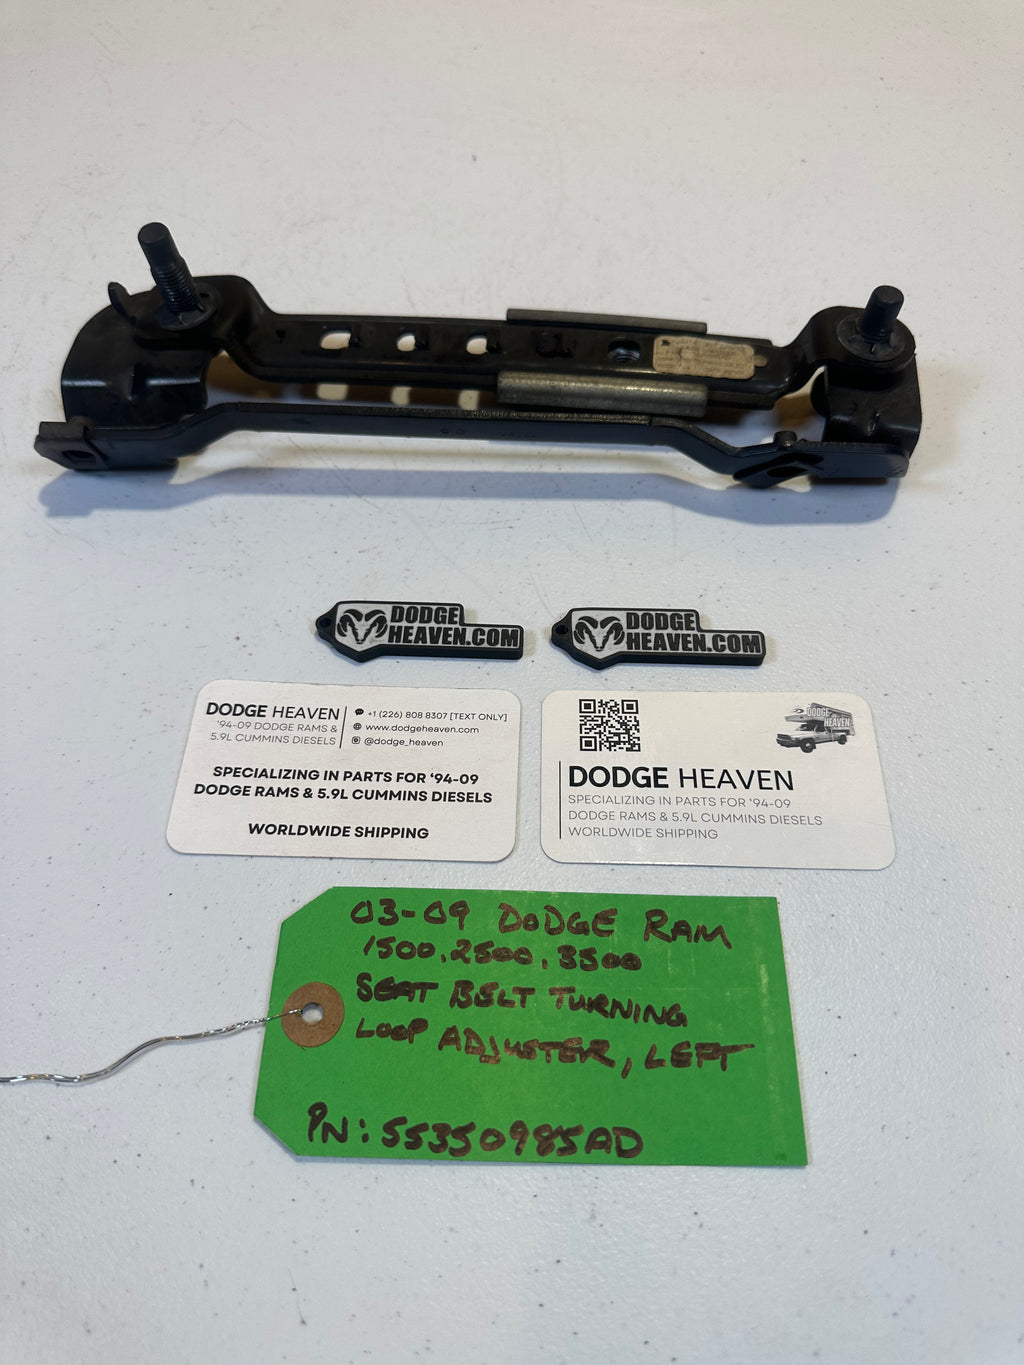 DODGE
HEAVEN.COM
DODGE
HEAVEN.COM
DODGE HEAVEN
'94-09 DODGE RAMS &
5.9L CUMMINS DIESELS
+1 (226) 808 8307 [TEXT ONLY]
www.dodgeheaven.com
@dodge_heaven
SPECIALIZING IN PARTS FOR '94-09
DODGE RAMS & 5.9L CUMMINS DIESELS
WORLDWIDE SHIPPING
DODGE
HEAVEN
DODGE HEAVEN
SPECIALIZING IN PARTS FOR '94-09
DODGE RAMS & 5.9L CUMMINS DIESELS
WORLDWIDE SHIPPING
03-09 DODGE RAM
1500, 2500, 3500
SEAT BELT TURNING
LOOP ADJUSTER, LEFT
PN: 55350985AD